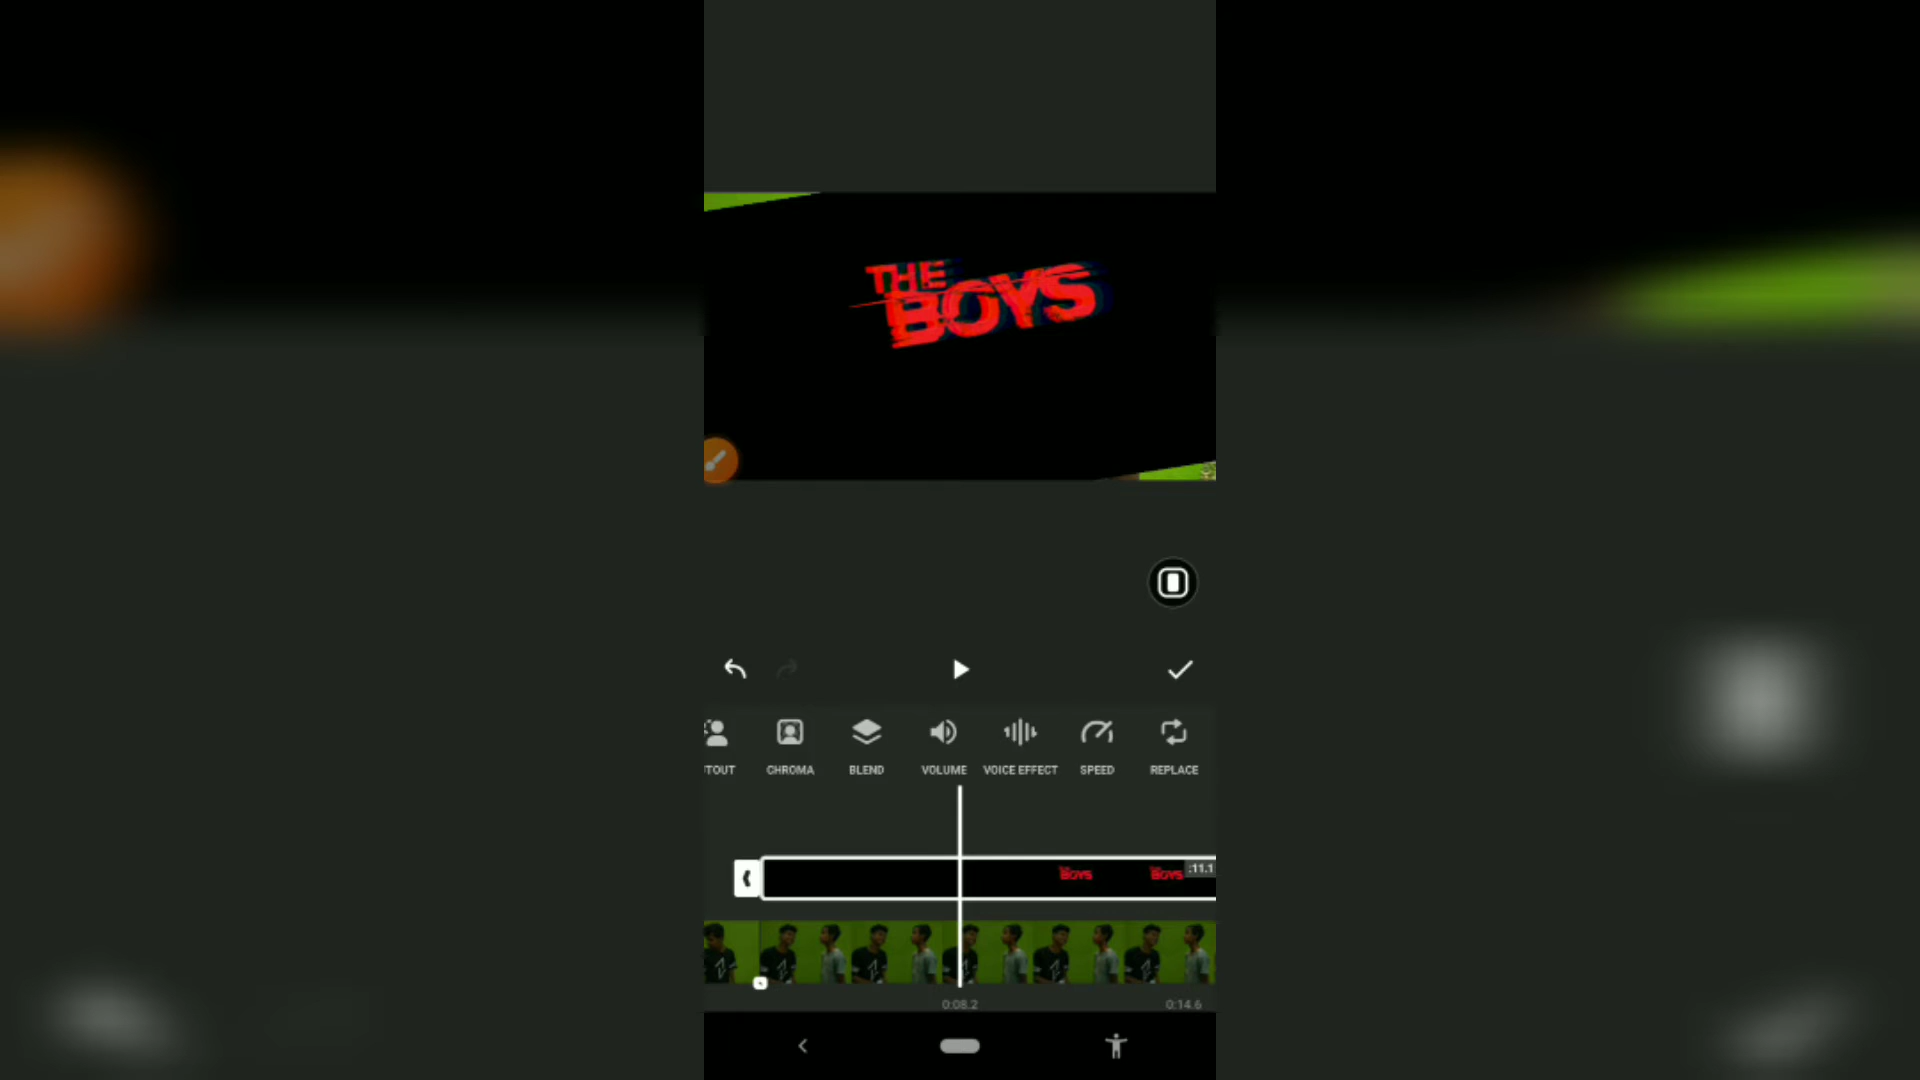 THE
BOYS
TOUT CHROMA BLEND VOLUME VOICE EFFECT SPEED REPLACE
BOYS BOYS :11.1
0:08.2 0:14.6